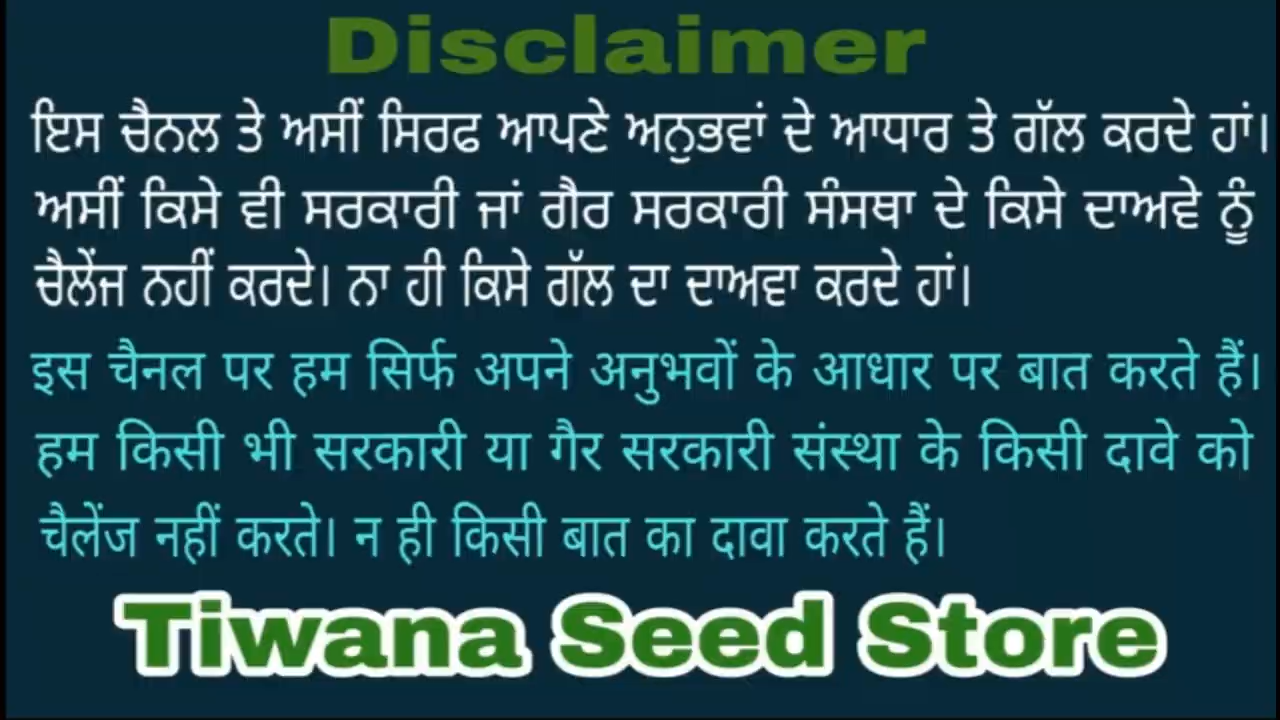 Disclaimer
ਇਸ ਚੈਨਲ ਤੇ ਅਸੀਂ ਸਿਰਫ ਆਪਣੇ ਅਨੁਭਵਾਂ ਦੇ ਆਧਾਰ ਤੇ ਗੱਲ ਕਰਦੇ ਹਾਂ।
ਅਸੀਂ ਕਿਸੇ ਵੀ ਸਰਕਾਰੀ ਜਾਂ ਗੈਰ ਸਰਕਾਰੀ ਸੰਸਥਾ ਦੇ ਕਿਸੇ ਦਾਅਵੇ ਨੂੰ
ਚੈਲੇਂਜ ਨਹੀਂ ਕਰਦੇ। ਨਾ ਹੀ ਕਿਸੇ ਗੱਲ ਦਾ ਦਾਅਵਾ ਕਰਦੇ ਹਾਂ।
इस चैनल पर हम सिर्फ अपने अनुभवों के आधार पर बात करते हैं।
हम किसी भी सरकारी या गैर सरकारी संस्था के किसी दावे को
चैलेंज नहीं करते। न ही किसी बात का दावा करते हैं।
Tiwana Seed Store